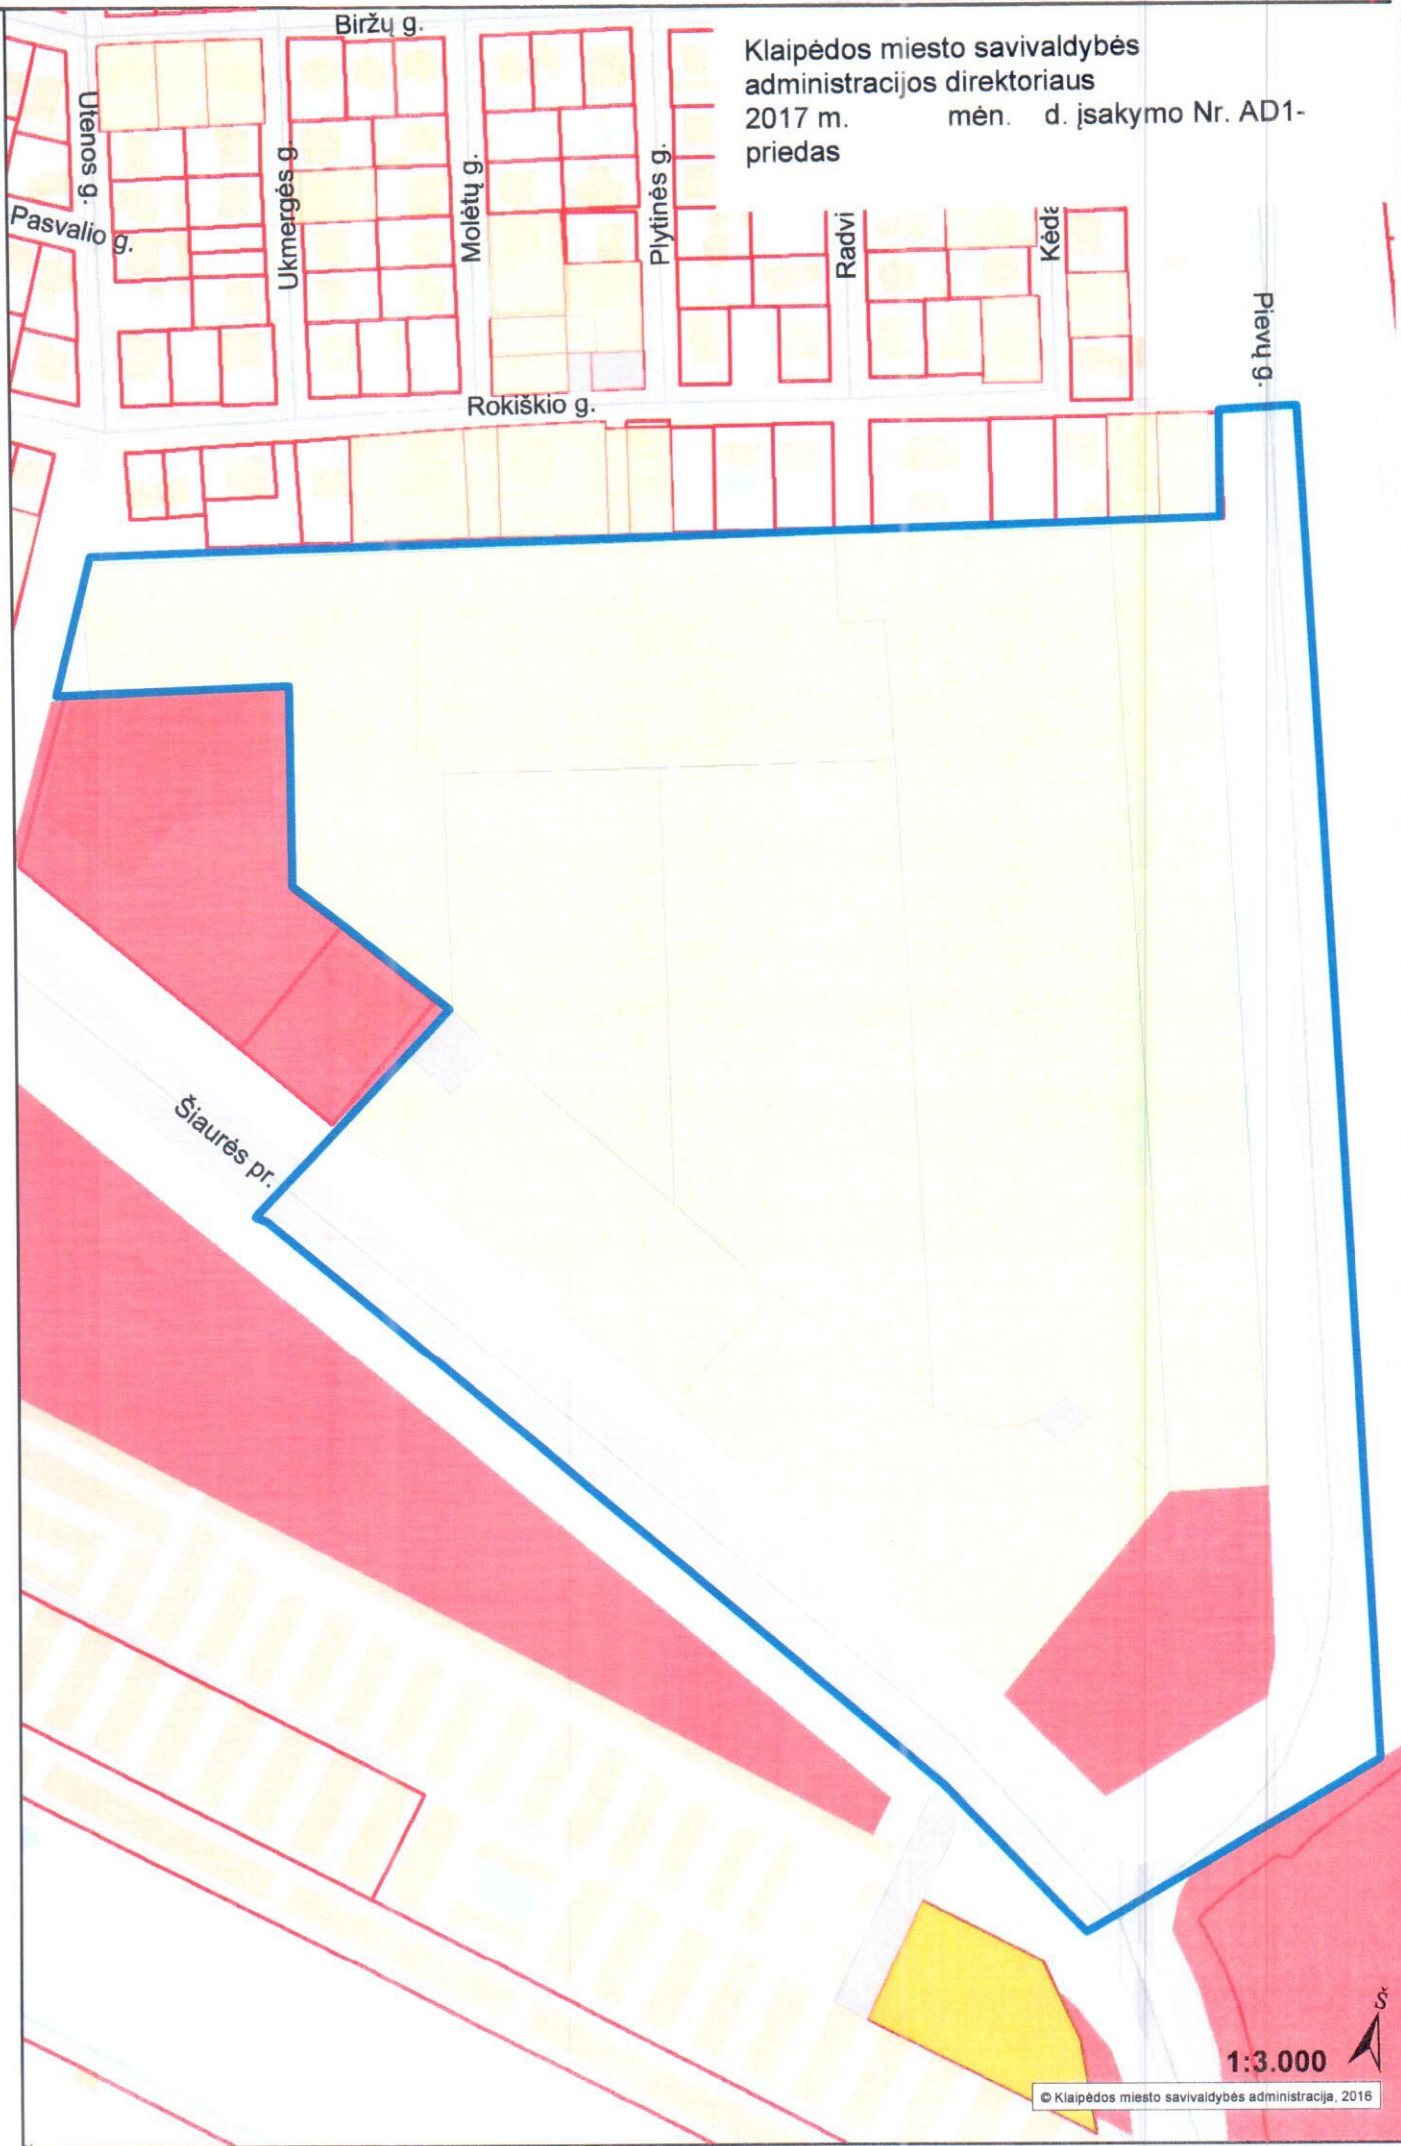 Biržų g.
Klaipėdos miesto savivaldybės
administracijos direktoriaus
2017 m. mėn. d. įsakymo Nr. AD1-
priedas
Utenos g.
Pasvalio g.
Ukmergės g.
Molėtų g.
Plytinės g.
Radvi
Kėda
Pievų g.
Rokiškio g.
Šiaurės pr.
Š
1:3.000
© Klaipėdos miesto savivaldybės administracija, 2016